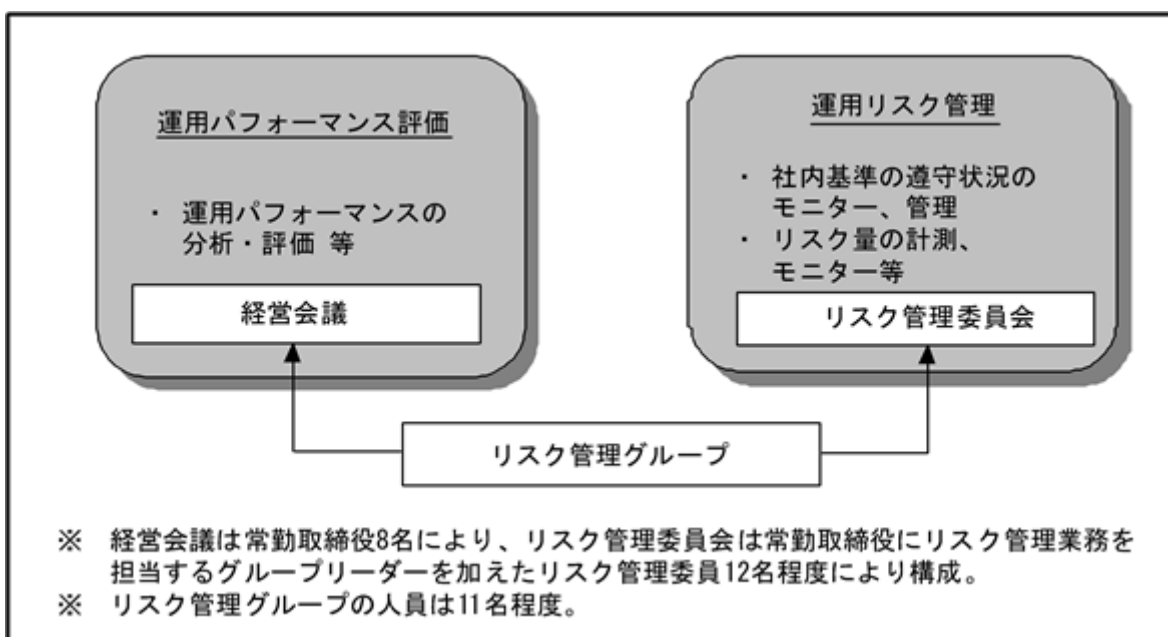 運用パフォーマンス評価
・ 運用パフォーマンスの
分析・評価 等
経営会議
運用リスク管理
・ 社内基準の遵守状況の
モニター、管理
・ リスク量の計測、
モニター等
リスク管理委員会
リスク管理グループ
※ 経営会議は常勤取締役8名により、リスク管理委員会は常勤取締役にリスク管理業務を
担当するグループリーダーを加えたリスク管理委員12名程度により構成。
※ リスク管理グループの人員は11名程度。